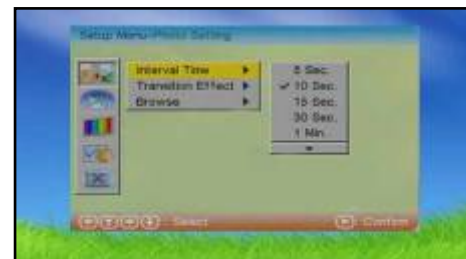 Setup Menu-Photo Setting
Interval Time
Transition Effect
Browse
5 Sec.
10 Sec.
15 Sec.
30 Sec.
1 Min
: Select
: Confirm